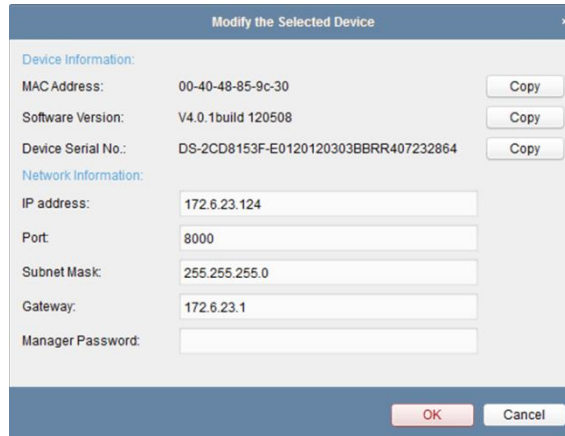 Modify the Selected Device
Device Information:
MAC Address: 00-40-48-85-9c-30 Copy
Software Version: V4.0.1build 120508 Copy
Device Serial No.: DS-2CD8153F-E0120120303BBRR407232864 Copy
Network Information:
IP address: 172.6.23.124
Port: 8000
Subnet Mask: 255.255.255.0
Gateway: 172.6.23.1
Manager Password:
OK Cancel